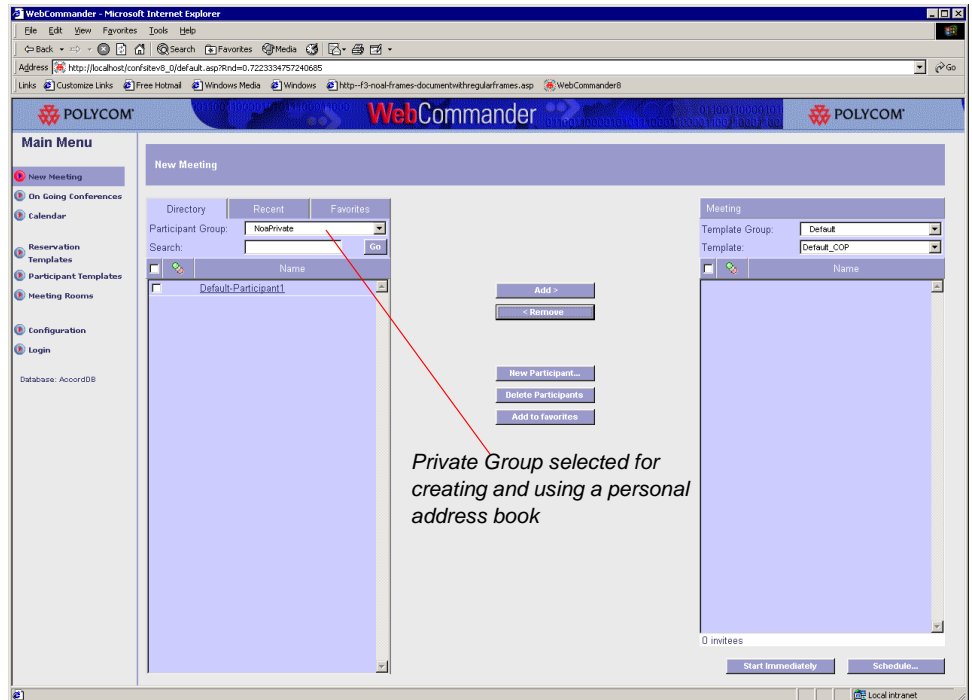 WebCommander - Microsoft Internet Explorer
File Edit View Favorites Tools Help
Back Search Favorites Media
Address http://localhost/confsitev8_0/default.asp?Rnd=0.7223334757240685 Go
Links Customize Links Free Hotmail Windows Media Windows http--f3-noal-frames-documentwithregularframes.asp WebCommander8
POLYCOM WebCommander POLYCOM
Main Menu
New Meeting
New Meeting
On Going Conferences
Calendar
Reservation
Templates
Participant Templates
Meeting Rooms
Configuration
Login
Database: AccordDB
Directory Recent Favorites
Participant Group: NoaPrivate
Search: Go
Name
Default-Participant1
Add >
< Remove
New Participant...
Delete Participants
Add to favorites
Private Group selected for
creating and using a personal
address book
Meeting
Template Group: Default
Template: Default_COP
Name
0 invitees
Start Immediately Schedule...
Local intranet